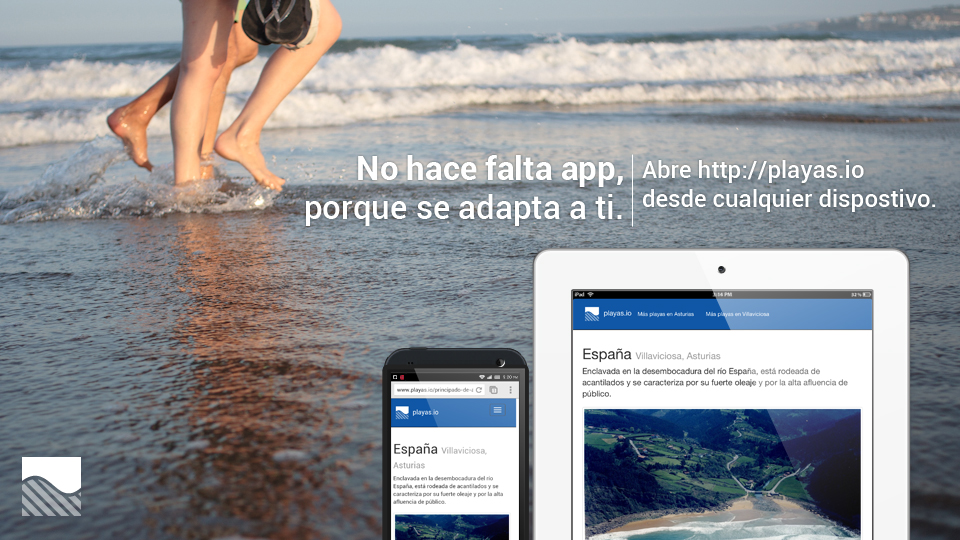 No hace falta app,
porque se adapta a ti.
Abre http://playas.io
desde cualquier dispostivo.
iPad
2:14 PM
52%
playas.io
Más playas en Asturias
Más playas en Villaviciosa
España Villaviciosa, Asturias
Enclavada en la desembocadura del río España, está rodeada de
acantilados y se caracteriza por su fuerte oleaje y por la alta afluencia de
público.
www.playas.io/principado-de-a
playas.io
España Villaviciosa,
Asturias
Enclavada en la desembocadura del río
España, está rodeada de acantilados y se
caracteriza por su fuerte oleaje y por la alta
afluencia de público.